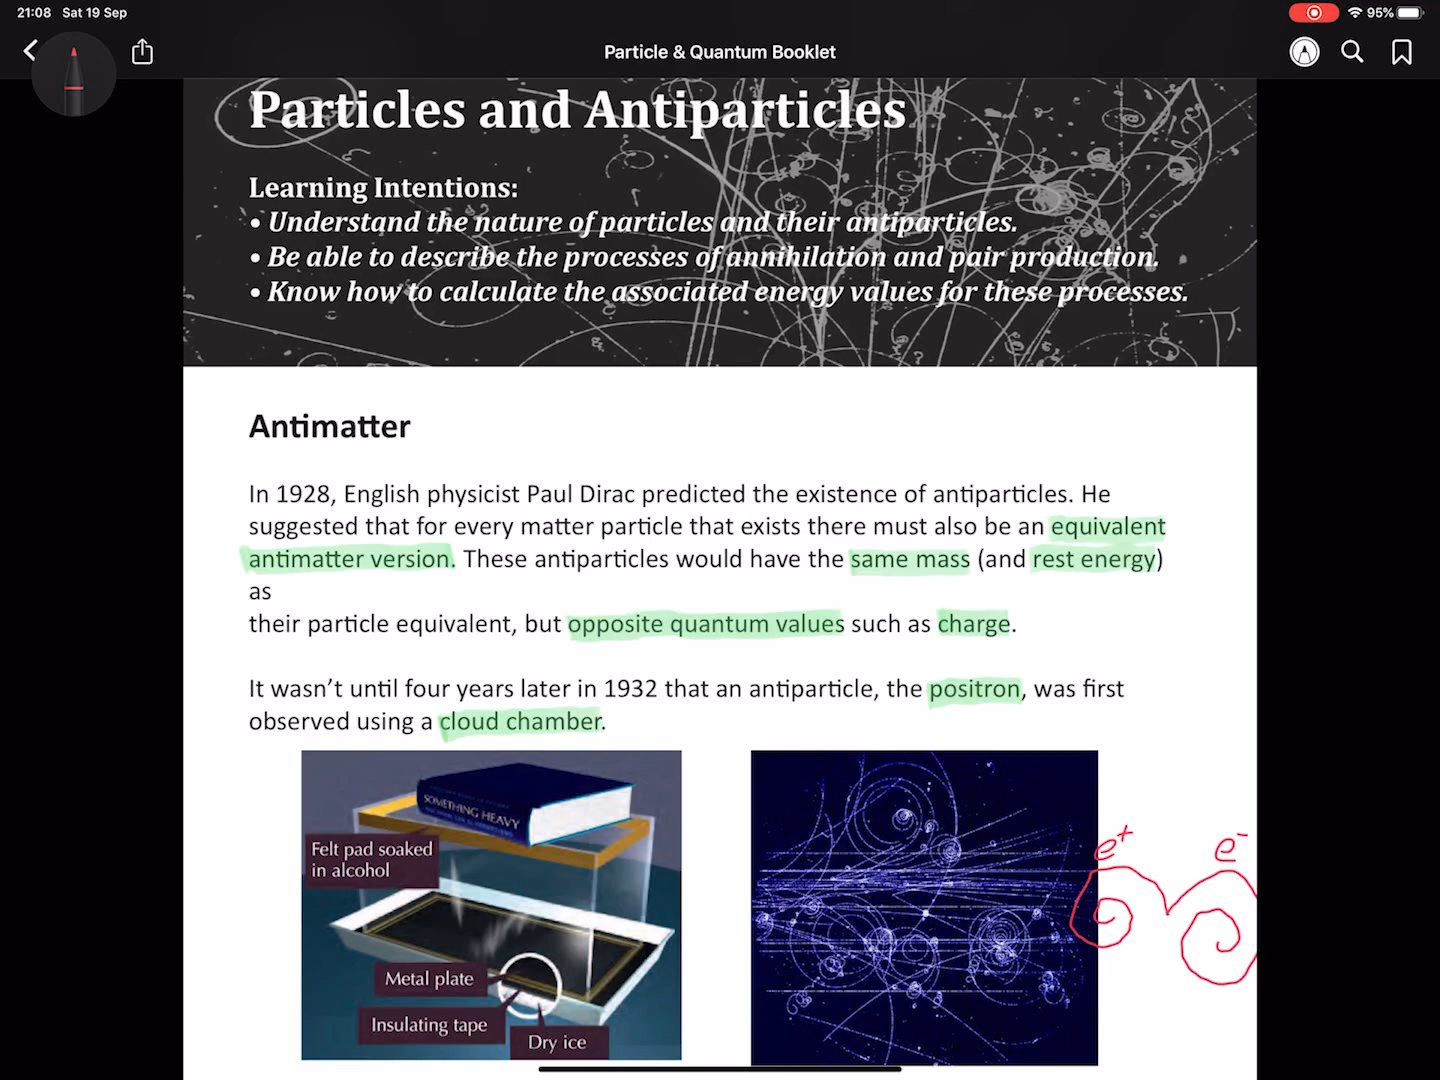 21:08 Sat 19 Sep
95%
Particle & Quantum Booklet
Particles and Antiparticles
Learning Intentions:
• Understand the nature of particles and their antiparticles.
• Be able to describe the processes of annihilation and pair production.
• Know how to calculate the associated energy values for these processes.
Antimatter
In 1928, English physicist Paul Dirac predicted the existence of antiparticles. He
suggested that for every matter particle that exists there must also be an equivalent
antimatter version. These antiparticles would have the same mass (and rest energy)
as
their particle equivalent, but opposite quantum values such as charge.
It wasn't until four years later in 1932 that an antiparticle, the positron, was first
observed using a cloud chamber.
SOMETHING HEAVY
Felt pad soaked
in alcohol
Metal plate
Insulating tape
Dry ice
e⁺ e⁻